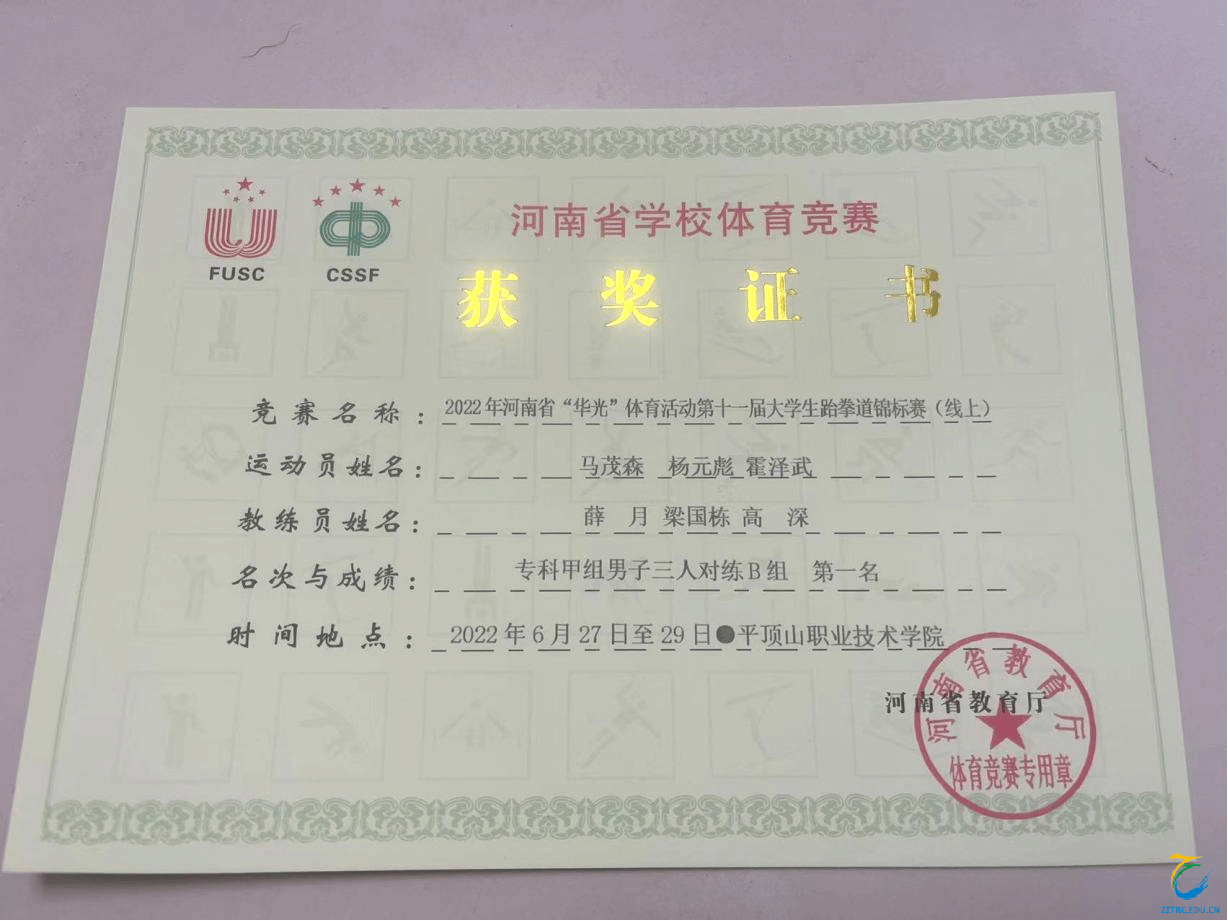 FUSC
CSSF
河南省学校体育竞赛
获奖证书
竞赛名称：2022年河南省“华光”体育活动第十一届大学生跆拳道锦标赛（线上）
运动员姓名：马茂森 杨元彪 霍泽武
教练员姓名：薛 月 梁国栋 高 深
名次与成绩：专科甲组男子三人对练B组 第一名
时间地点：2022年6月27日至29日●平顶山职业技术学院
河南省教育厅
河南省教育厅
体育竞赛专用章
ZZTRC.EDU.CN